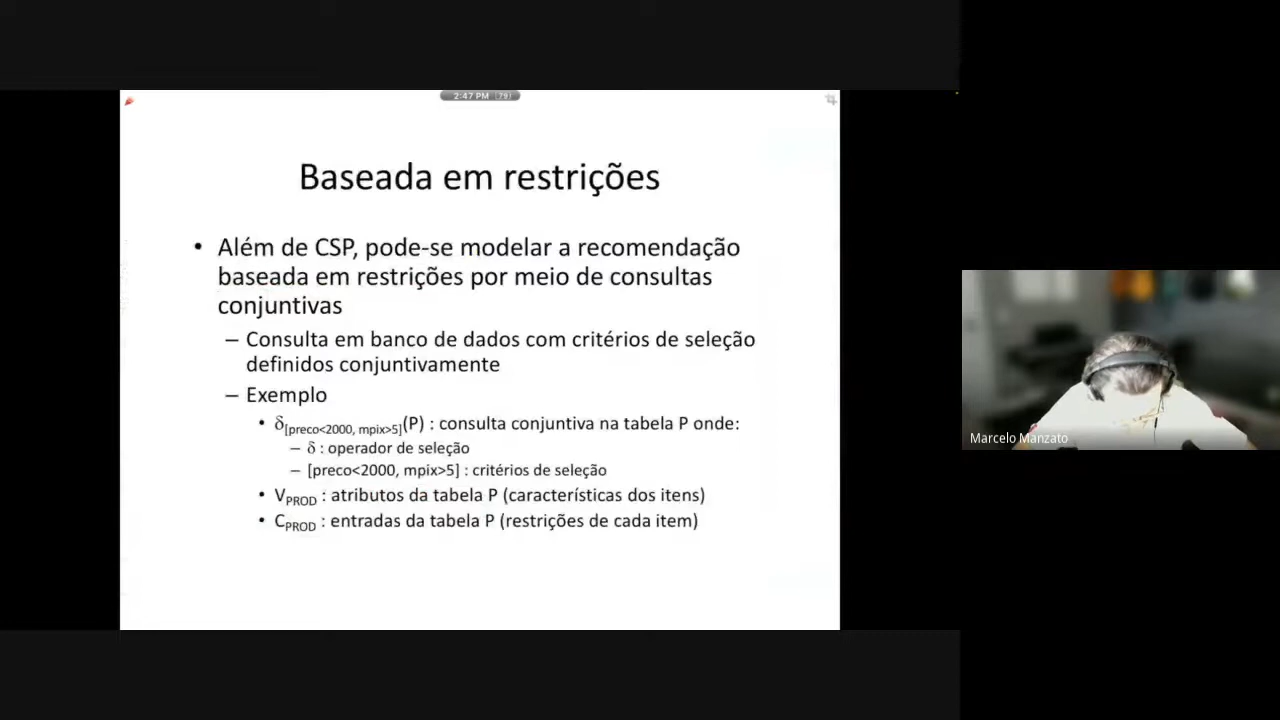 2:47 PM (79)
Baseada em restrições
• Além de CSP, pode-se modelar a recomendação
baseada em restrições por meio de consultas
conjuntivas
– Consulta em banco de dados com critérios de seleção
definidos conjuntivamente
– Exemplo
• δ[preco<2000, mpix>5](P) : consulta conjuntiva na tabela P onde:
– δ : operador de seleção
– [preco<2000, mpix>5] : critérios de seleção
• VPROD : atributos da tabela P (características dos itens)
• CPROD : entradas da tabela P (restrições de cada item)
Marcelo Manzato